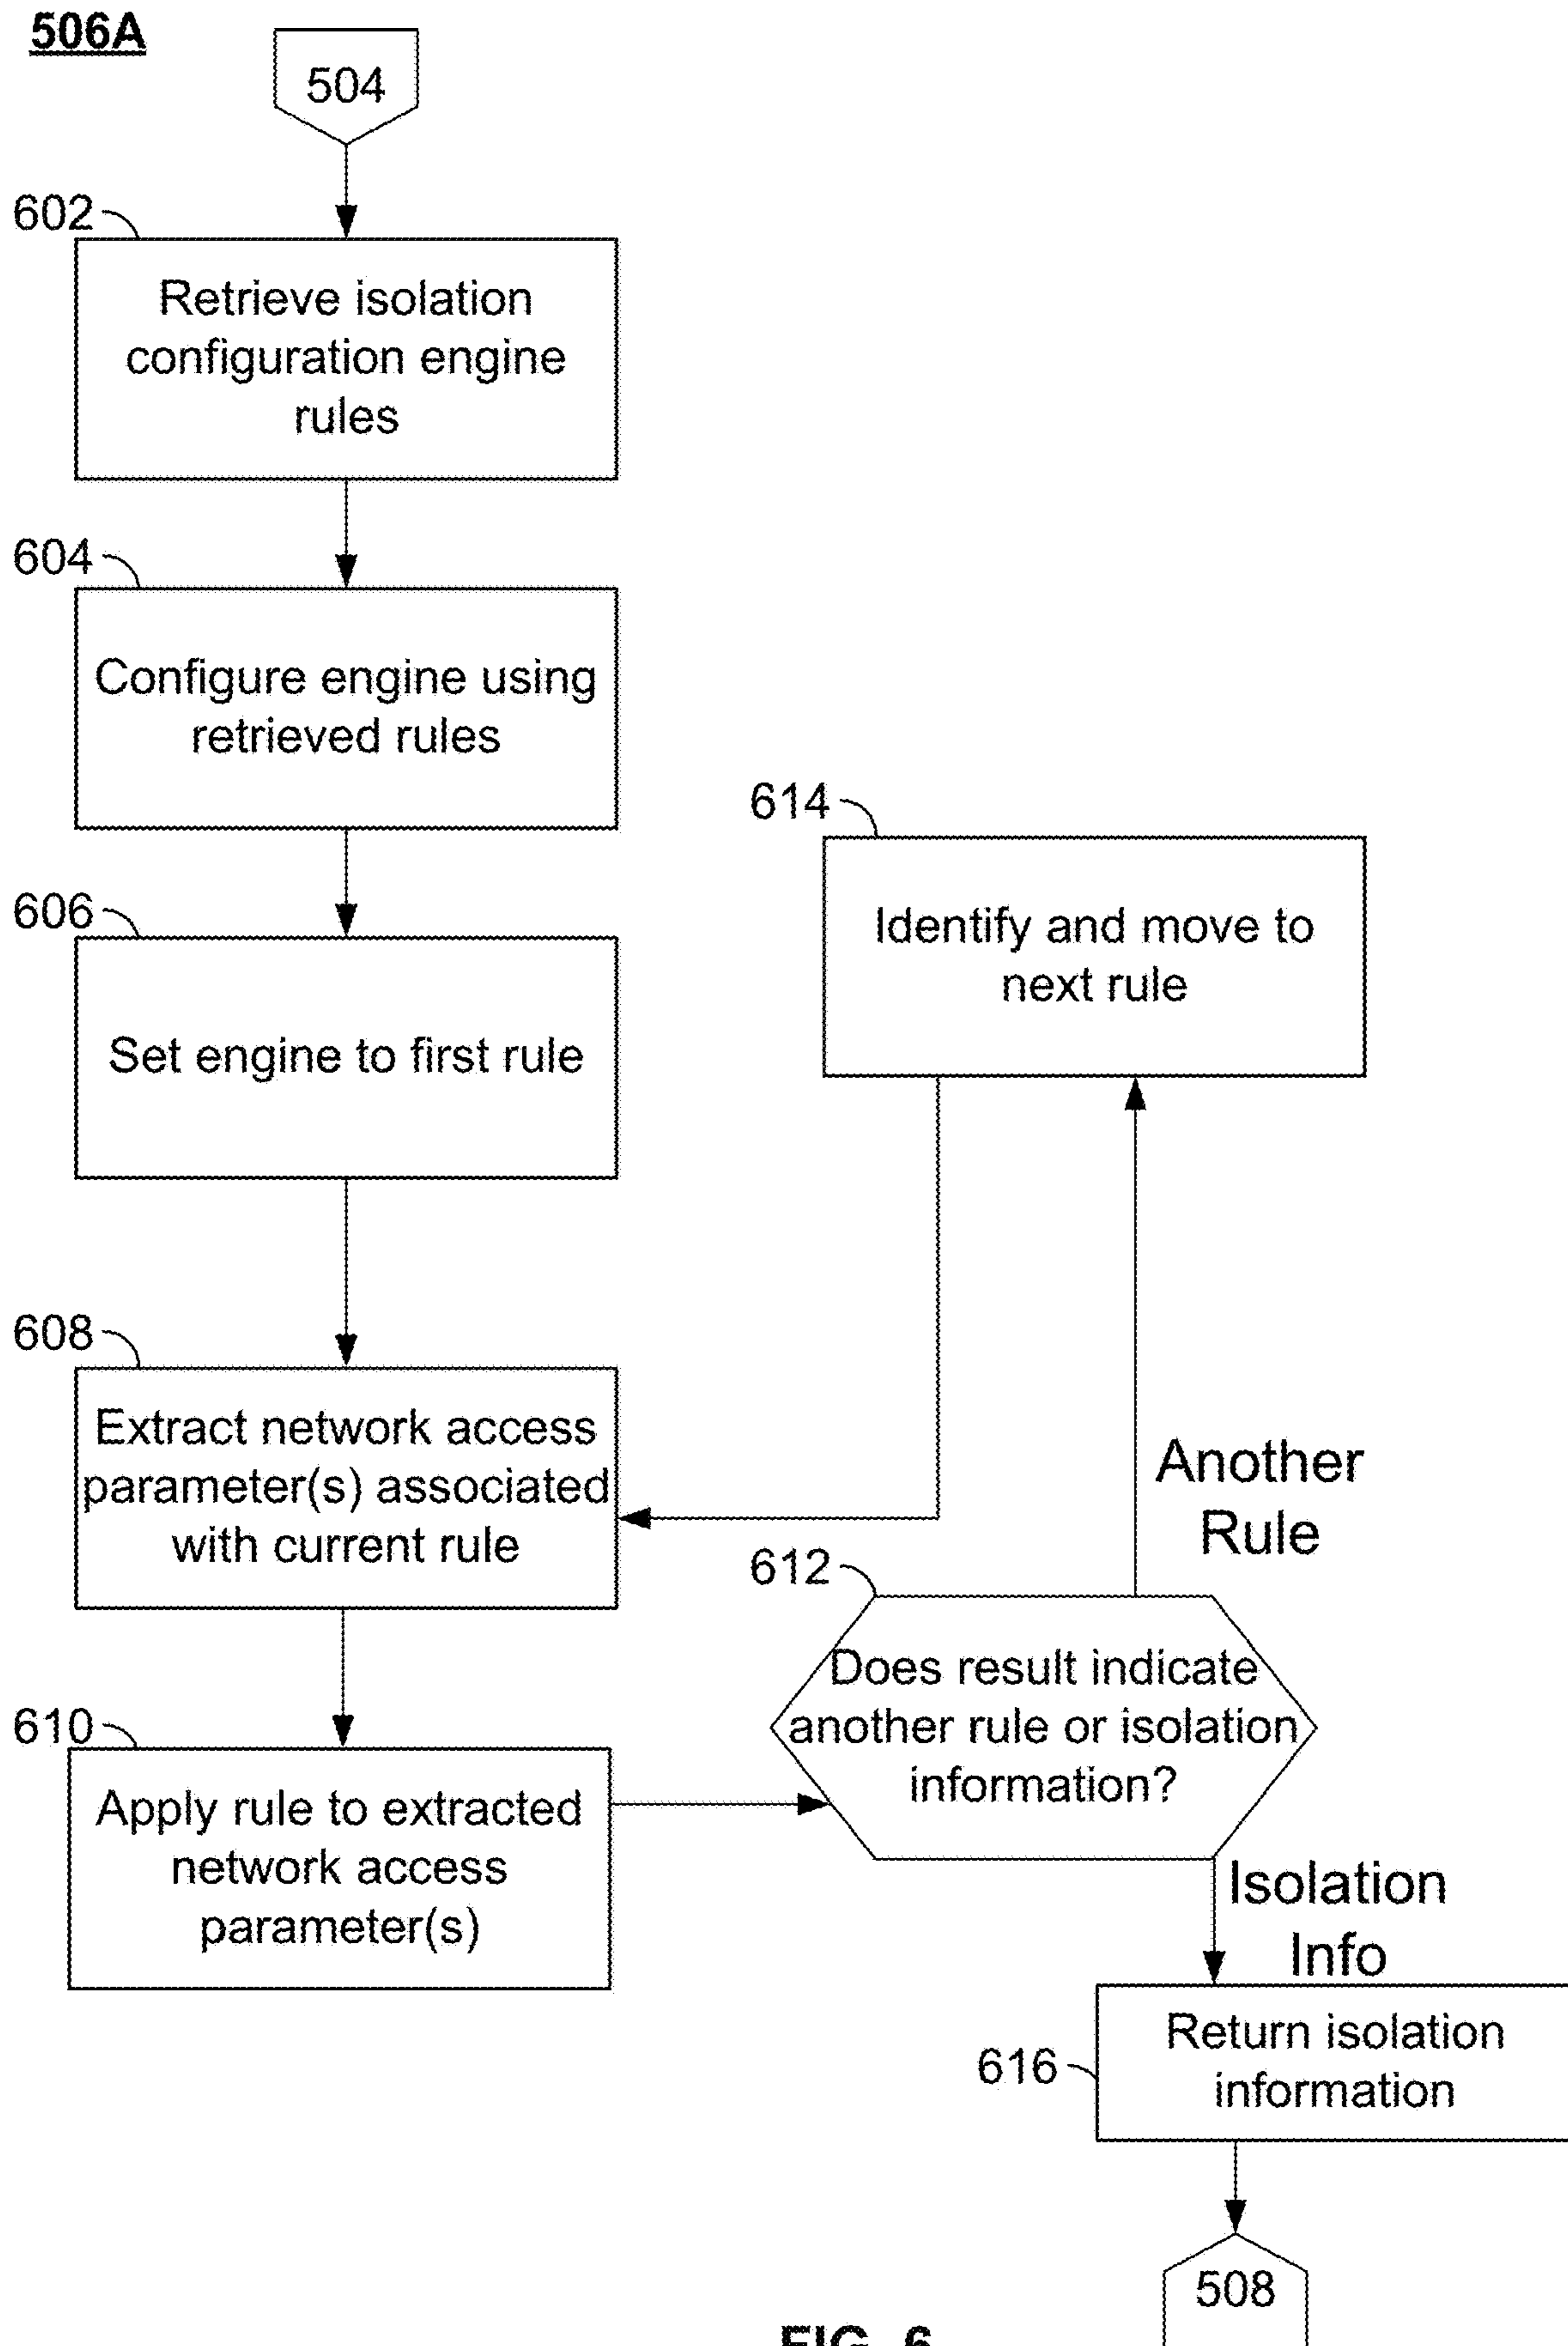 506A
504
602
Retrieve isolation
configuration engine
rules
604
Configure engine using
retrieved rules
606
Set engine to first rule
614
Identify and move to
next rule
608
Extract network access
parameter(s) associated
with current rule
Another
Rule
612
Does result indicate
another rule or isolation
information?
610
Apply rule to extracted
network access
parameter(s)
Isolation
Info
616
Return isolation
information
508
FIG. 6